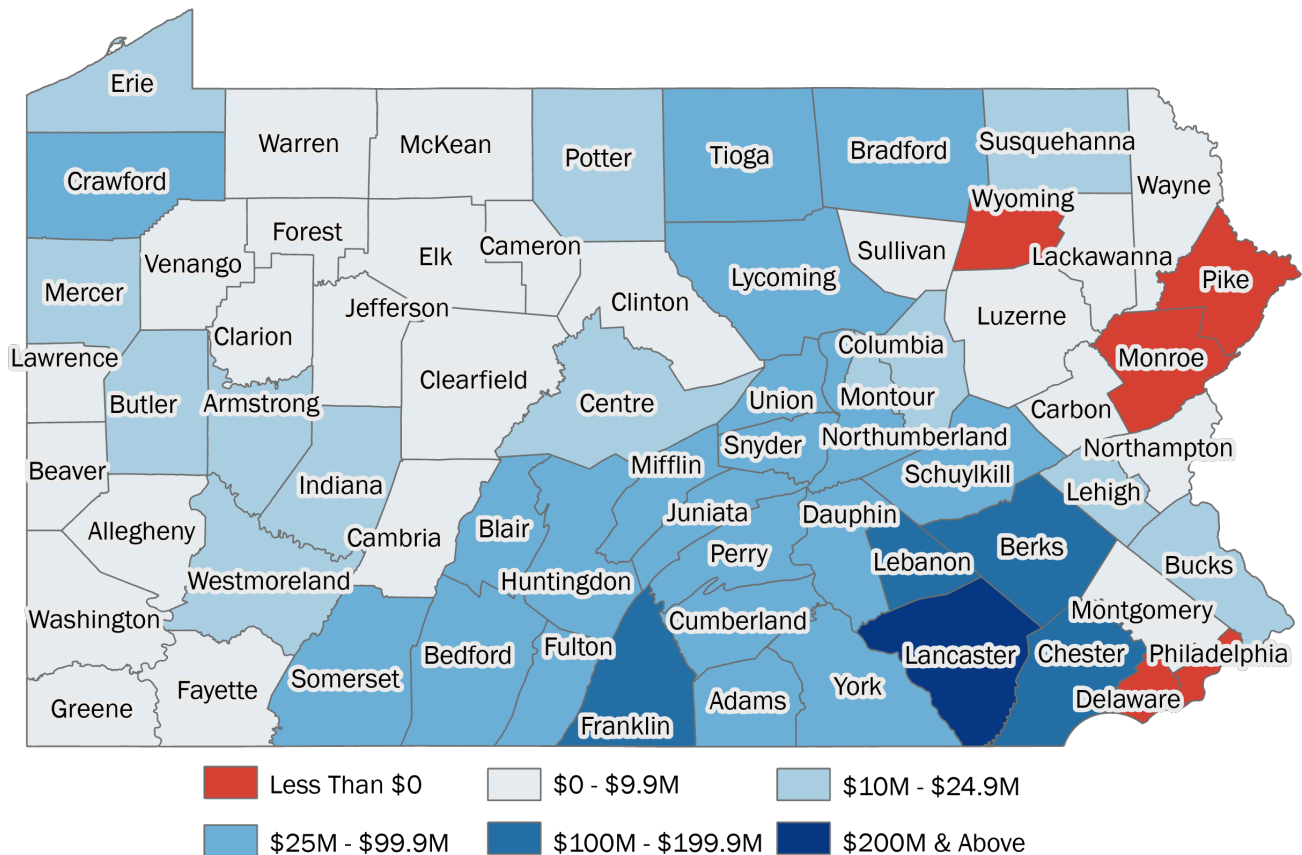 Erie
Warren
McKean
Potter
Tioga
Bradford
Susquehanna
Wayne
Crawford
Wyoming
Forest
Venango
Elk
Cameron
Sullivan
Lackawanna
Mercer
Lycoming
Pike
Jefferson
Clinton
Clarion
Luzerne
Columbia
Lawrence
Monroe
Clearfield
Butler
Armstrong
Centre
Union
Montour
Carbon
Snyder
Northumberland
Northampton
Beaver
Mifflin
Schuylkill
Indiana
Lehigh
Allegheny
Blair
Juniata
Dauphin
Cambria
Perry
Lebanon
Berks
Bucks
Westmoreland
Huntingdon
Washington
Cumberland
Montgomery
Fulton
Bedford
Lancaster
Chester
Philadelphia
Somerset
Fayette
York
Adams
Delaware
Greene
Franklin
Less Than $0
$0 - $9.9M
$10M - $24.9M
$25M - $99.9M
$100M - $199.9M
$200M & Above